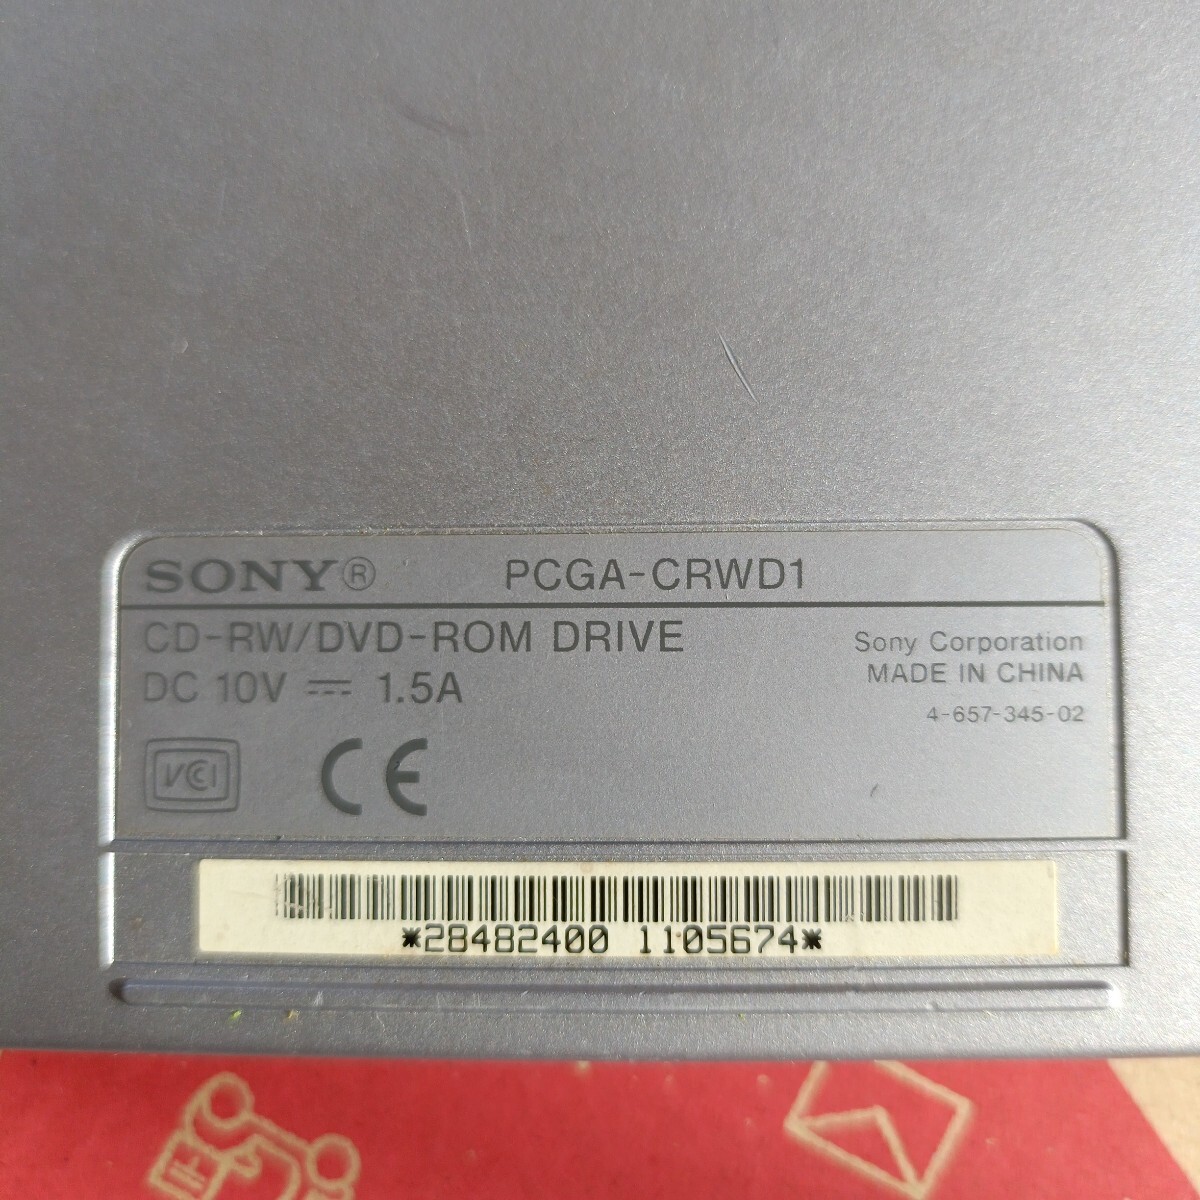 SONY® PCGA-CRWD1
CD-RW/DVD-ROM DRIVE
DC 10V ⎓ 1.5A
Sony Corporation
MADE IN CHINA
4-657-345-02
VCCI CE
*28482400 1105674*